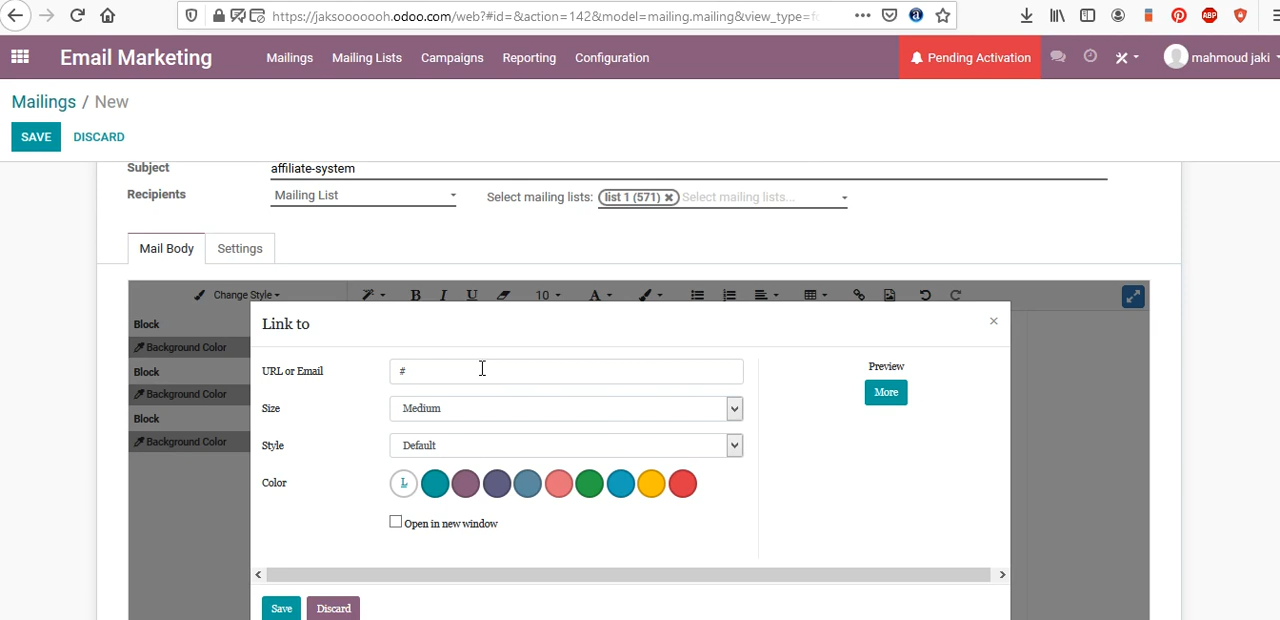 https://jaksooooooh.odoo.com/web?#id=&action=142&model=mailing.mailing&view_type=fo
ABP
Email Marketing
Mailings
Mailing Lists
Campaigns
Reporting
Configuration
Pending Activation
mahmoud jaki
Mailings / New
SAVE
DISCARD
Subject
affiliate-system
Recipients
Mailing List
Select mailing lists:
list 1 (571)
Select mailing lists...
Mail Body
Settings
Change Style
B I U
10
A
Block
Background Color
Block
Background Color
Block
Background Color
Link to
URL or Email
#
Preview
More
Size
Medium
Style
Default
Color
L
Open in new window
Save
Discard